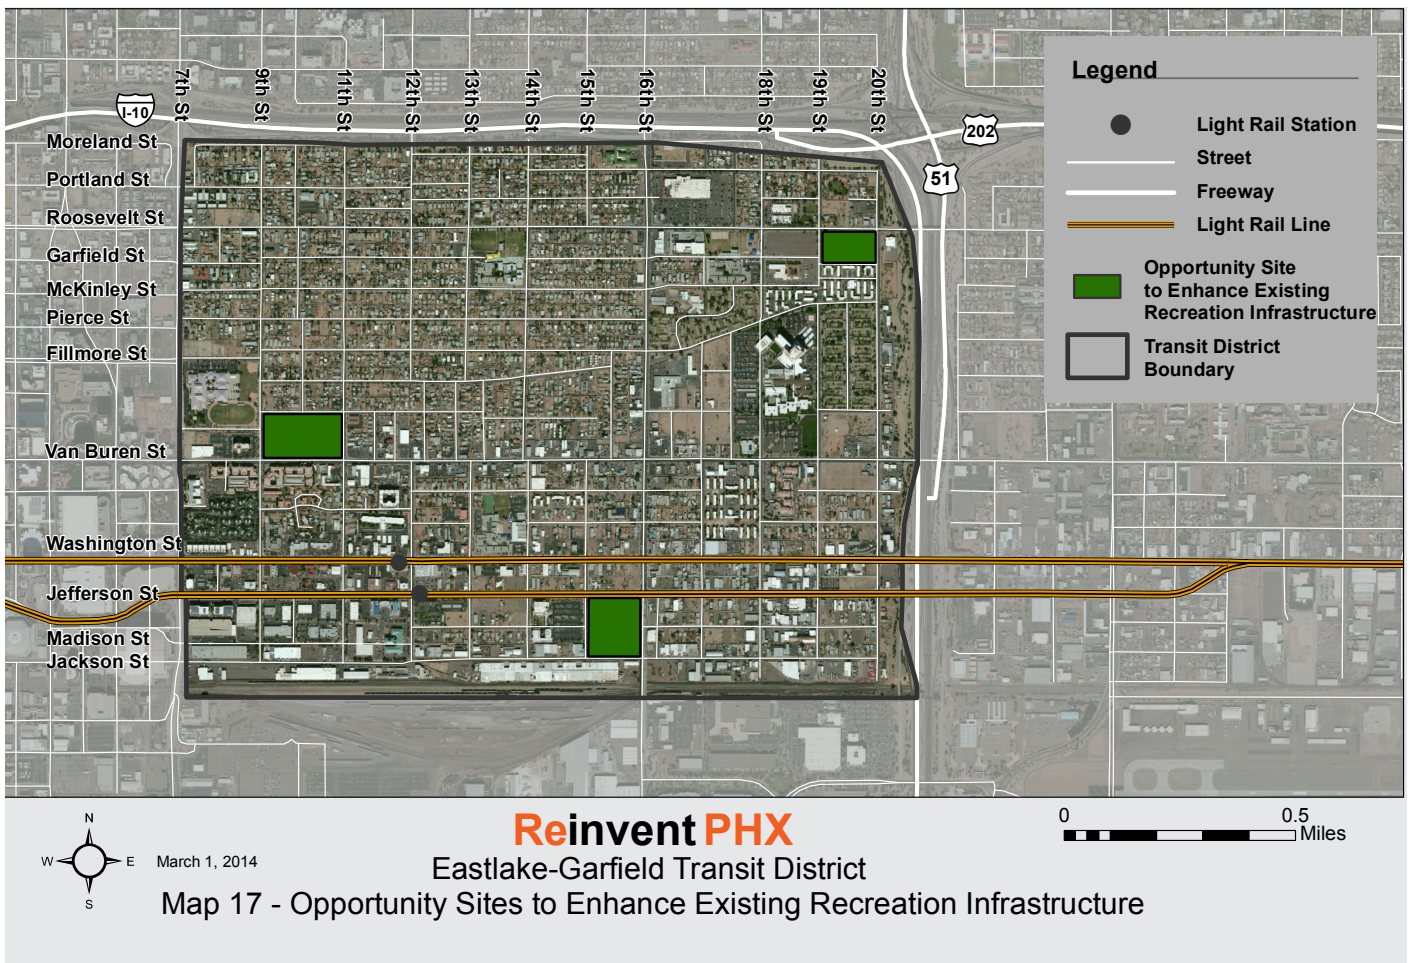 7th St
9th St
11th St
12th St
13th St
14th St
15th St
16th St
18th St
19th St
20th St
I-10
202
51
Moreland St
Portland St
Roosevelt St
Garfield St
McKinley St
Pierce St
Fillmore St
Van Buren St
Washington St
Jefferson St
Madison St
Jackson St
Legend
Light Rail Station
Street
Freeway
Light Rail Line
Opportunity Site
to Enhance Existing
Recreation Infrastructure
Transit District
Boundary
N
W E
S
March 1, 2014
Reinvent PHX
Eastlake-Garfield Transit District
Map 17 - Opportunity Sites to Enhance Existing Recreation Infrastructure
0 0.5
Miles